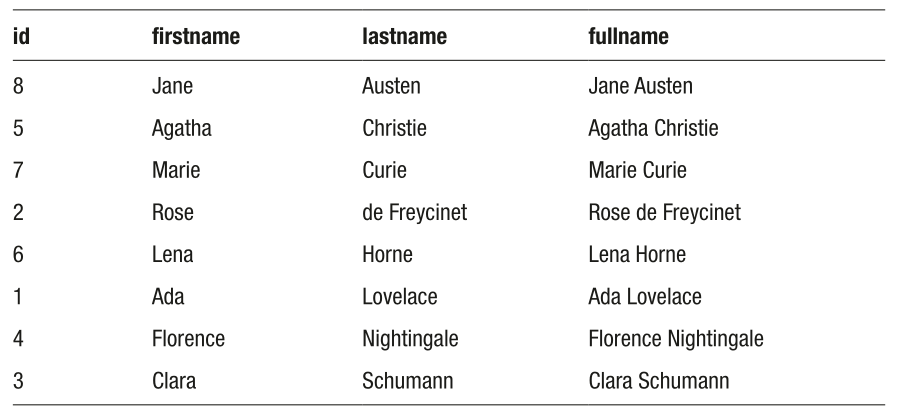 id firstname lastname fullname
8 Jane Austen Jane Austen
5 Agatha Christie Agatha Christie
7 Marie Curie Marie Curie
2 Rose de Freycinet Rose de Freycinet
6 Lena Horne Lena Horne
1 Ada Lovelace Ada Lovelace
4 Florence Nightingale Florence Nightingale
3 Clara Schumann Clara Schumann